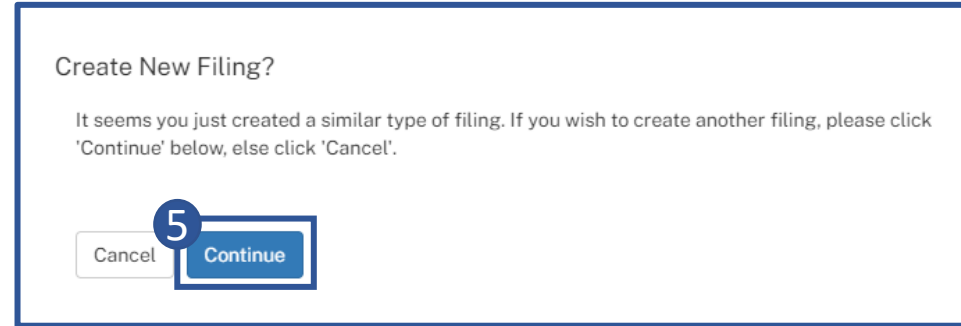 Create New Filing?
It seems you just created a similar type of filing. If you wish to create another filing, please click
'Continue' below, else click 'Cancel'.
5
Cancel Continue